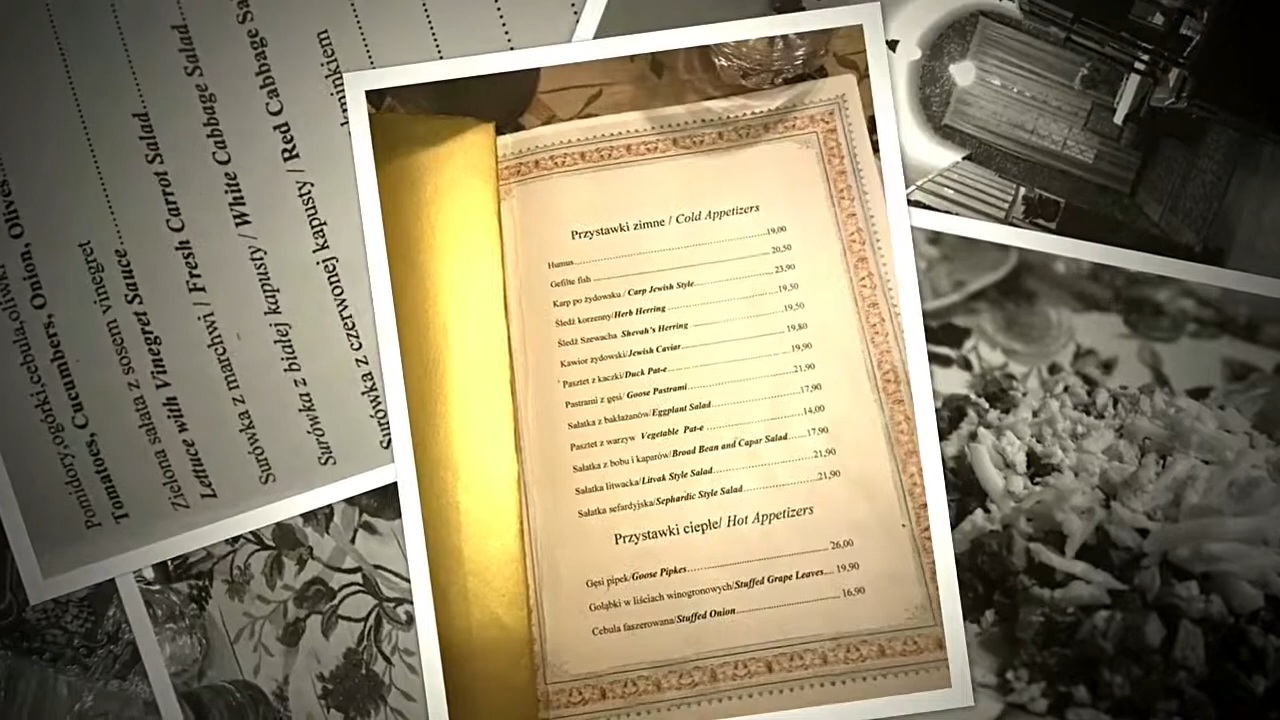 Pomidory,ogórki,cebula,oliwki
Tomatoes, Cucumbers, Onion, Olives...
Zielona sałata z sosem vinegret
Lettuce with Vinegret Sauce
Surówka z marchwi / Fresh Carrot Salad
Surówka z białej kapusty / White Cabbage Salad
Surówka z czerwonej kapusty / Red Cabbage Sa
Przystawki zimne / Cold Appetizers
Humus 19,00
Gefilte fish 20,50
Karp po żydowsku / Carp Jewish Style 23,90
Śledź korzenny/Herb Herring 19,50
Śledź Szewacha Shevah's Herring 19,50
Kawior żydowski/Jewish Caviar 19,80
Pasztet z kaczki/Duck Pat-e 19,90
Pastrami z gęsi/ Goose Pastrami 21,90
Sałatka z bakłażanów/Eggplant Salad 17,90
Pasztet z warzyw Vegetable Pat-e 14,00
Sałatka z bobu i kaparów/Broad Bean and Capar Salad 17,90
Sałatka litwacka/Litvak Style Salad 21,90
Sałatka sefardyjska/Sephardic Style Salad 21,90
Przystawki ciepłe/ Hot Appetizers
Gęsi pipek/Goose Pipkes 26,00
Gołąbki w liściach winogronowych/Stuffed Grape Leaves 19,90
Cebula faszerowana/Stuffed Onion 16,90